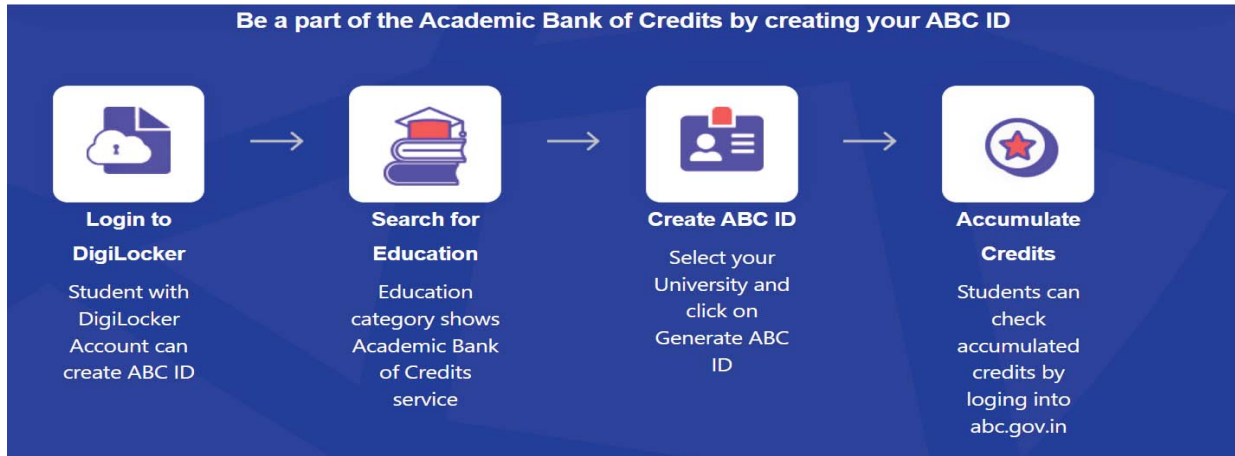 Be a part of the Academic Bank of Credits by creating your ABC ID
Login to
DigiLocker
Student with
DigiLocker
Account can
create ABC ID
Search for
Education
Education
category shows
Academic Bank
of Credits
service
Create ABC ID
Select your
University and
click on
Generate ABC
ID
Accumulate
Credits
Students can
check
accumulated
credits by
loging into
abc.gov.in